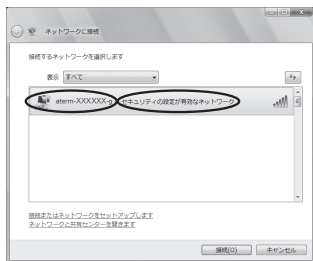 ネットワークに接続
接続するネットワークを選択します
表示 すべて
aterm-XXXXXX-g セキュリティの設定が有効なネットワーク
接続またはネットワークをセットアップします
ネットワークと共有センターを開きます
接続(O) キャンセル